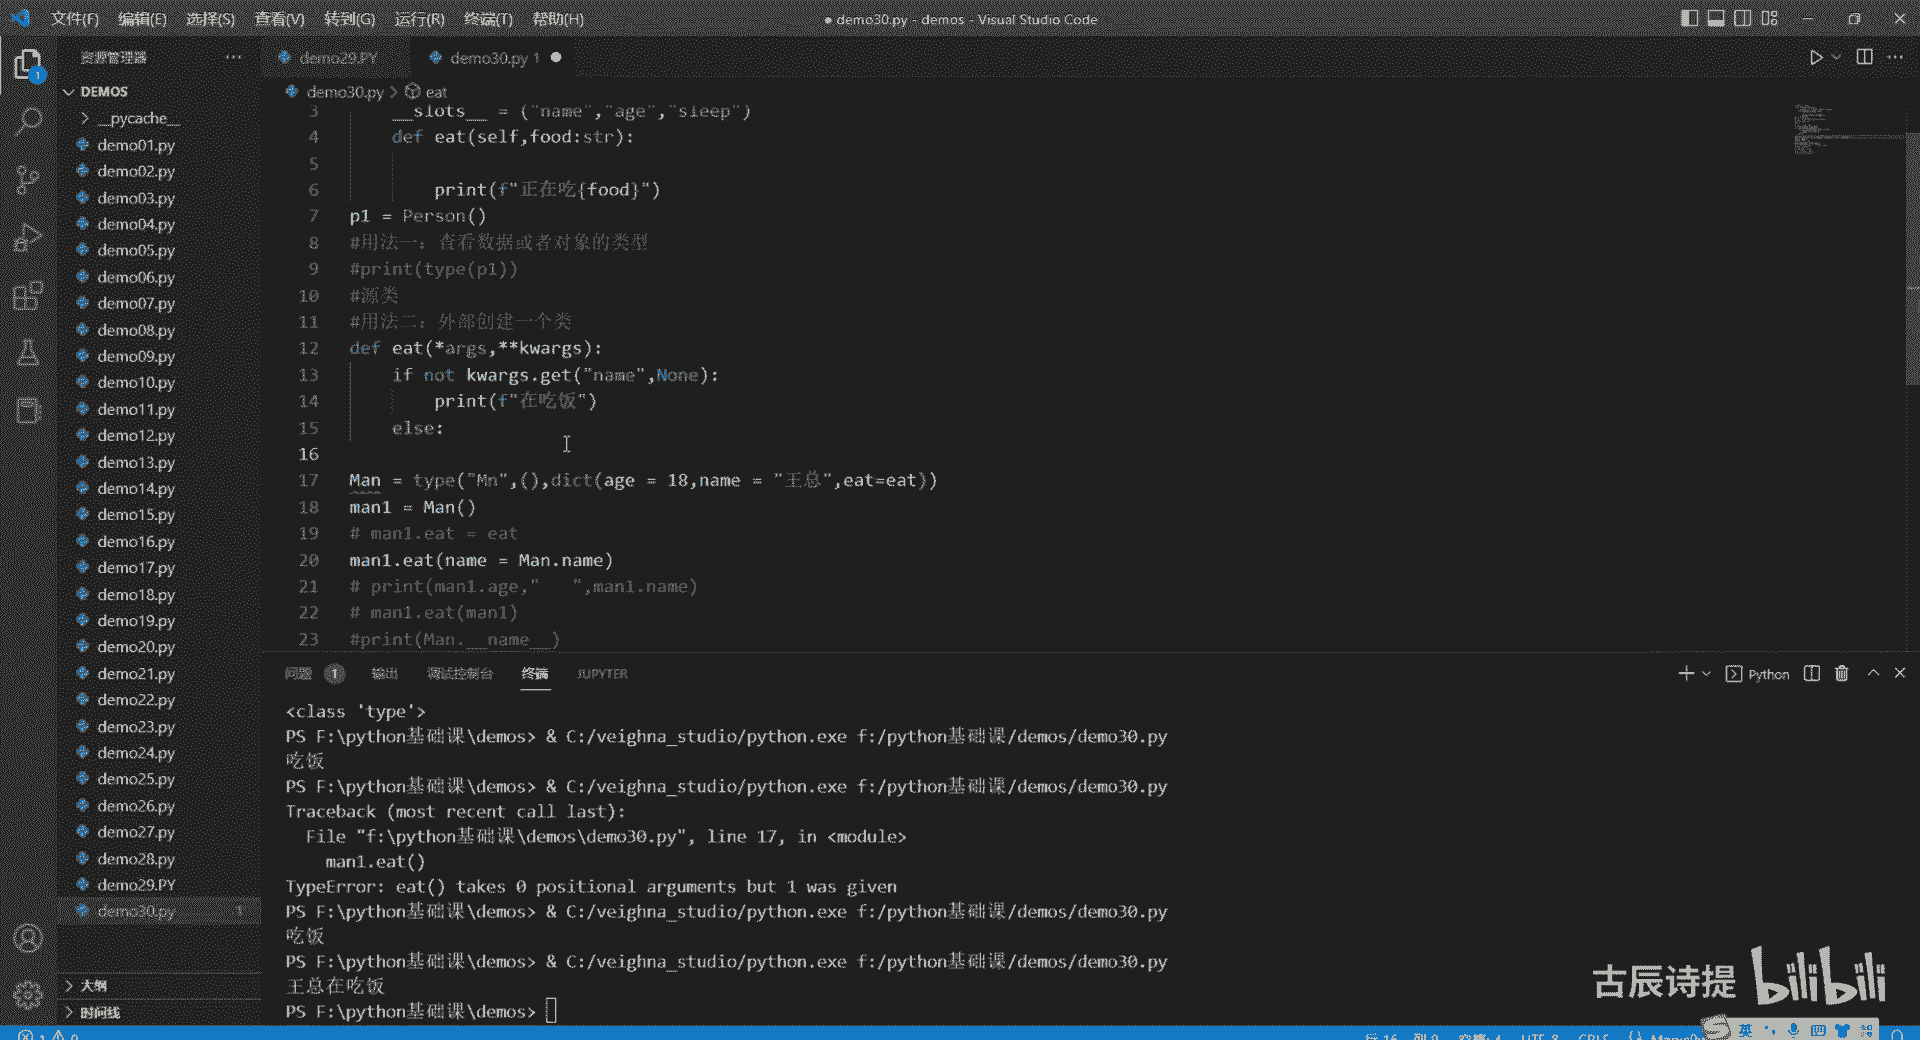 文件(F) 编辑(E) 选择(S) 查看(V) 转到(G) 运行(R) 终端(T) 帮助(H)
● demo30.py - demos - Visual Studio Code
资源管理器 ···
demo29.PY
demo30.py 1 ●
DEMOS
demo30.py > eat
__pycache__
demo01.py
demo02.py
demo03.py
demo04.py
demo05.py
demo06.py
demo07.py
demo08.py
demo09.py
demo10.py
demo11.py
demo12.py
demo13.py
demo14.py
demo15.py
demo16.py
demo17.py
demo18.py
demo19.py
demo20.py
demo21.py
demo22.py
demo23.py
demo24.py
demo25.py
demo26.py
demo27.py
demo28.py
demo29.PY
demo30.py 1
大纲
时间线
3 __slots__ = ("name","age","sleep")
4 def eat(self,food:str):
5
6 print(f"正在吃{food}")
7 p1 = Person()
8 #用法一：查看数据或者对象的类型
9 #print(type(p1))
10 #源类
11 #用法二：外部创建一个类
12 def eat(*args,**kwargs):
13 if not kwargs.get("name",None):
14 print(f"在吃饭")
15 else:
16
17 Man = type("Mn",(),dict(age = 18,name = "王总",eat=eat))
18 man1 = Man()
19 # man1.eat = eat
20 man1.eat(name = Man.name)
21 # print(man1.age,"   ",man1.name)
22 # man1.eat(man1)
23 #print(Man.__name__)
问题 1 输出 调试控制台 终端 JUPYTER
Python
<class 'type'>
PS F:\python基础课\demos> & C:/veighna_studio/python.exe f:/python基础课/demos/demo30.py
吃饭
PS F:\python基础课\demos> & C:/veighna_studio/python.exe f:/python基础课/demos/demo30.py
Traceback (most recent call last):
File "f:\python基础课\demos\demo30.py", line 17, in <module>
man1.eat()
TypeError: eat() takes 0 positional arguments but 1 was given
PS F:\python基础课\demos> & C:/veighna_studio/python.exe f:/python基础课/demos/demo30.py
吃饭
PS F:\python基础课\demos> & C:/veighna_studio/python.exe f:/python基础课/demos/demo30.py
王总在吃饭
PS F:\python基础课\demos>
古辰诗提 bilibili
英